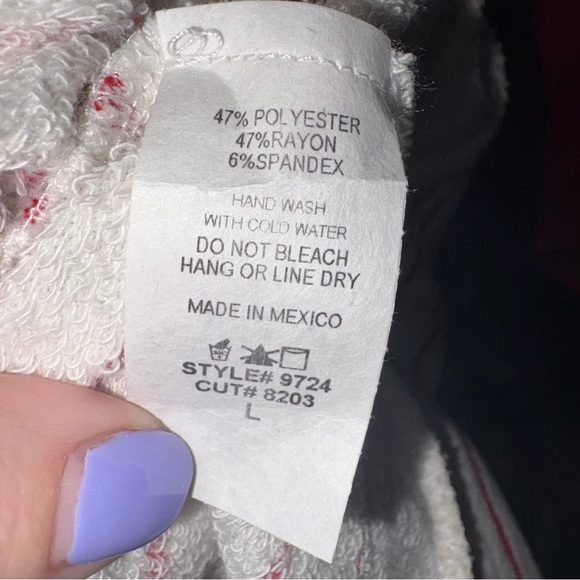 47% POLYESTER
47%RAYON
6%SPANDEX
HAND WASH
WITH COLD WATER
DO NOT BLEACH
HANG OR LINE DRY
MADE IN MEXICO
STYLE# 9724
CUT# 8203
L